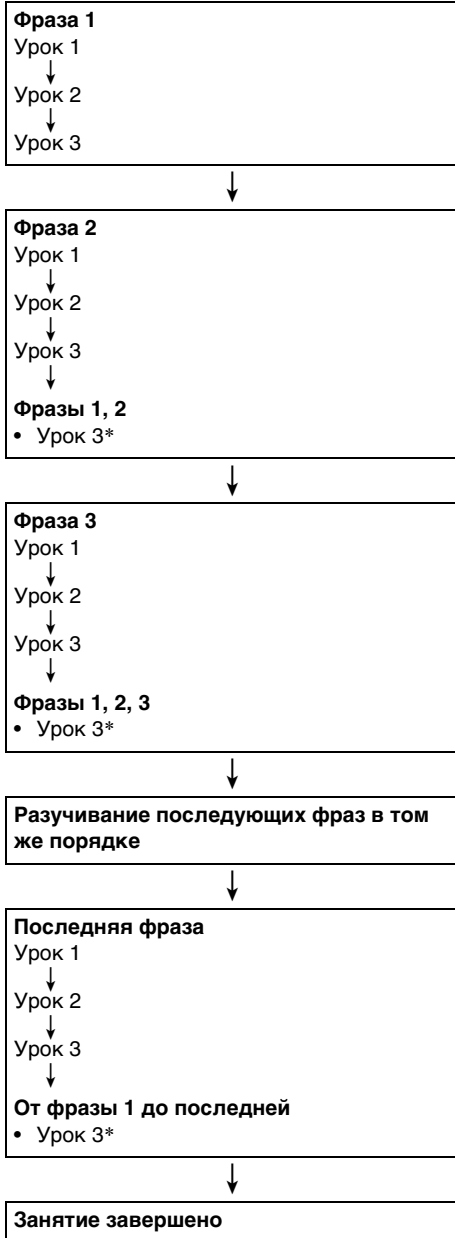 Фраза 1
Урок 1
Урок 2
Урок 3
Фраза 2
Урок 1
Урок 2
Урок 3
Фразы 1, 2
• Урок 3*
Фраза 3
Урок 1
Урок 2
Урок 3
Фразы 1, 2, 3
• Урок 3*
Разучивание последующих фраз в том
же порядке
Последняя фраза
Урок 1
Урок 2
Урок 3
От фразы 1 до последней
• Урок 3*
Занятие завершено